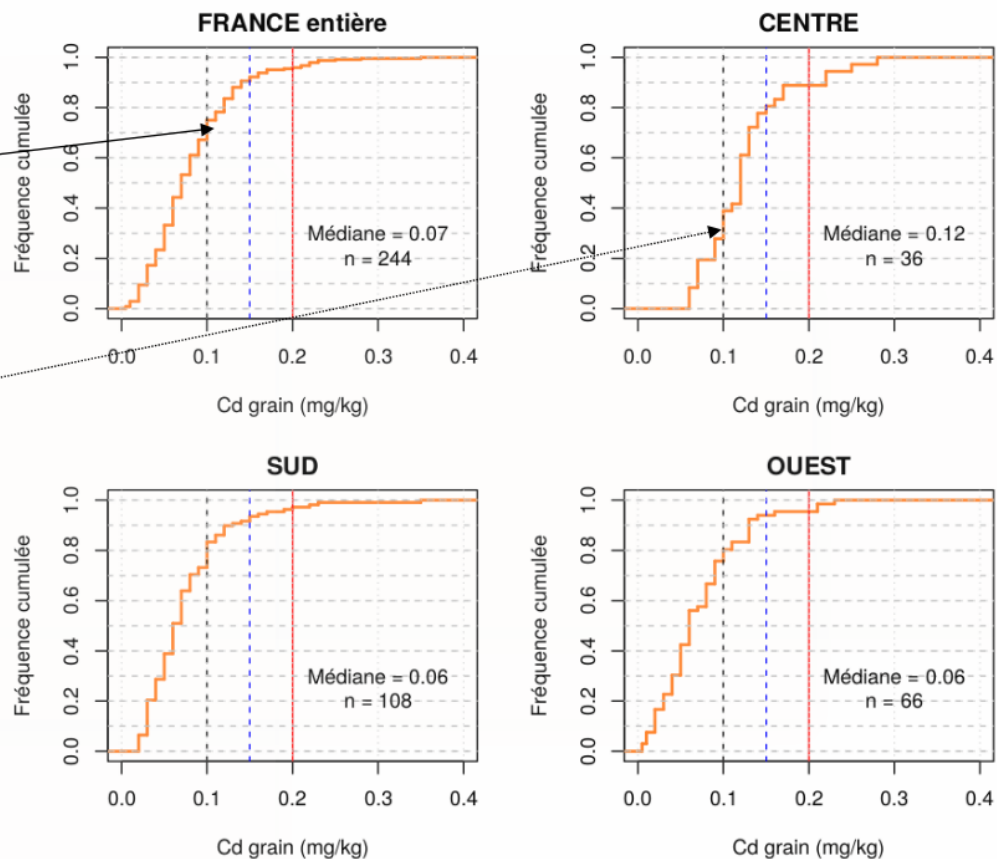 FRANCE entière
Fréquence cumulée
0.0 0.2 0.4 0.6 0.8 1.0
Médiane = 0.07
n = 244
0.0 0.1 0.2 0.3 0.4
Cd grain (mg/kg)
CENTRE
Fréquence cumulée
0.0 0.2 0.4 0.6 0.8 1.0
Médiane = 0.12
n = 36
0.0 0.1 0.2 0.3 0.4
Cd grain (mg/kg)
SUD
Fréquence cumulée
0.0 0.2 0.4 0.6 0.8 1.0
Médiane = 0.06
n = 108
0.0 0.1 0.2 0.3 0.4
Cd grain (mg/kg)
OUEST
Fréquence cumulée
0.0 0.2 0.4 0.6 0.8 1.0
Médiane = 0.06
n = 66
0.0 0.1 0.2 0.3 0.4
Cd grain (mg/kg)